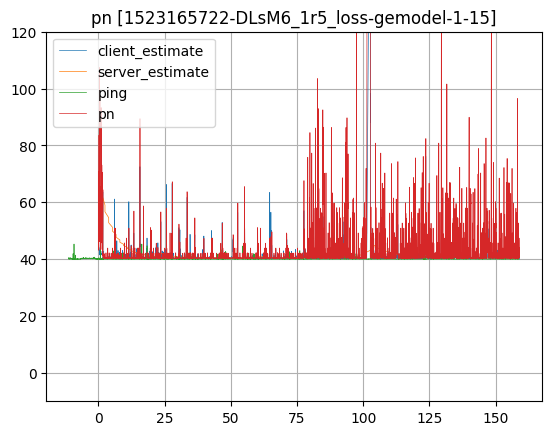 pn [1523165722-DLsM6_1r5_loss-gemodel-1-15]
client_estimate
server_estimate
ping
pn
120
100
80
60
40
20
0
0
25
50
75
100
125
150